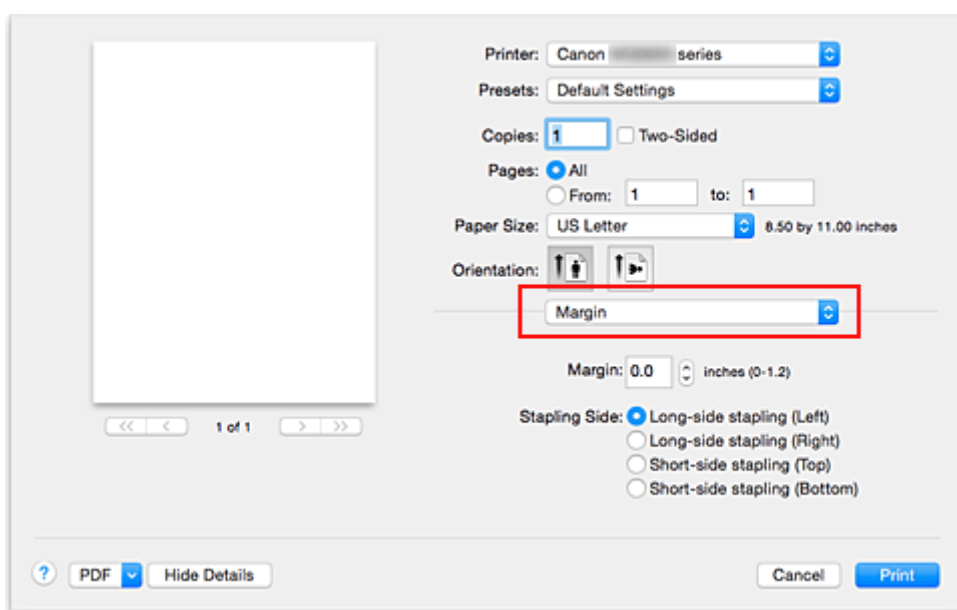 Printer: Canon series
Presets: Default Settings
Copies: 1 Two-Sided
Pages: All
From: 1 to: 1
Paper Size: US Letter 8.50 by 11.00 inches
Orientation:
Margin
Margin: 0.0 inches (0-1.2)
1 of 1
Stapling Side: Long-side stapling (Left)
Long-side stapling (Right)
Short-side stapling (Top)
Short-side stapling (Bottom)
? PDF Hide Details Cancel Print